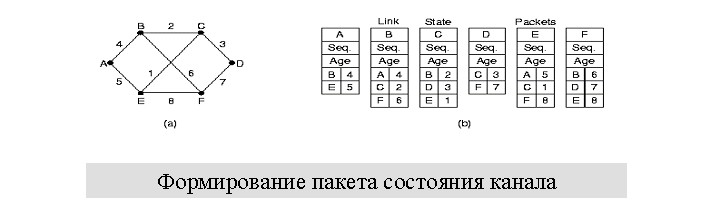 B 2 C
4 3
A D
1 6
5 7
E 8 F
(a)
Link State Packets
A B C D E F
Seq. Seq. Seq. Seq. Seq. Seq.
Age Age Age Age Age Age
B 4 A 4 B 2 C 3 A 5 B 6
E 5 C 2 D 3 F 7 C 1 D 7
F 6 E 1 F 8 E 8
(b)
Формирование пакета состояния канала